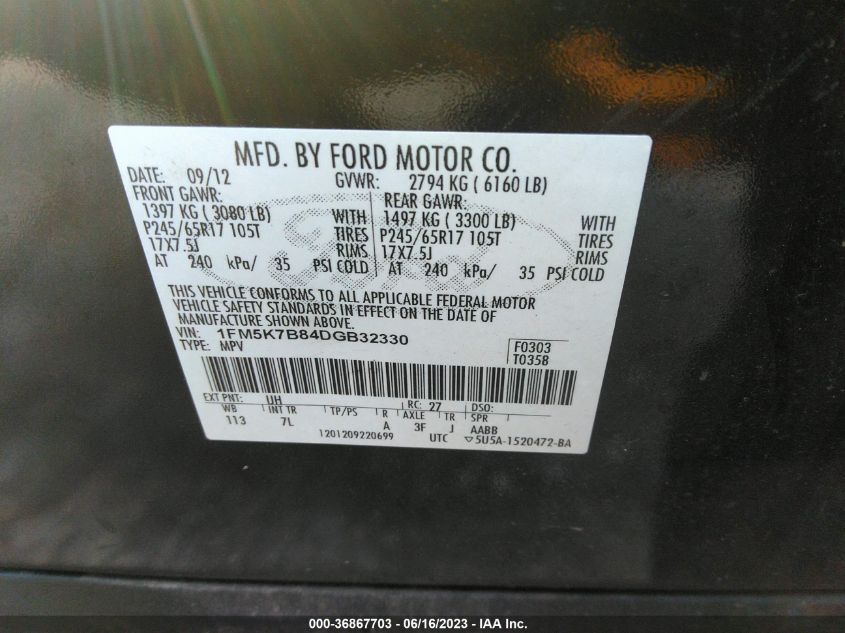 MFD. BY FORD MOTOR CO.
DATE: 09/12 GVWR: 2794 KG ( 6160 LB)
FRONT GAWR: REAR GAWR:
1397 KG ( 3080 LB) WITH 1497 KG ( 3300 LB) WITH
P245/65R17 105T TIRES P245/65R17 105T TIRES
17X7.5J RIMS 17X7.5J RIMS
AT 240 kPa/ 35 PSI COLD AT 240 kPa/ 35 PSI COLD
THIS VEHICLE CONFORMS TO ALL APPLICABLE FEDERAL MOTOR
VEHICLE SAFETY STANDARDS IN EFFECT ON THE DATE OF
MANUFACTURE SHOWN ABOVE.
VIN: 1FM5K7B84DGB32330
TYPE: MPV
F0303
T0358
EXT PNT: UH RC: 27 DSO:
WB INT TR TP/PS R AXLE TR SPR
113 7L A 3F J AABB
1201209220699 UTC ▽5U5A-1520472-BA
000-36867703 - 06/16/2023 - IAA Inc.